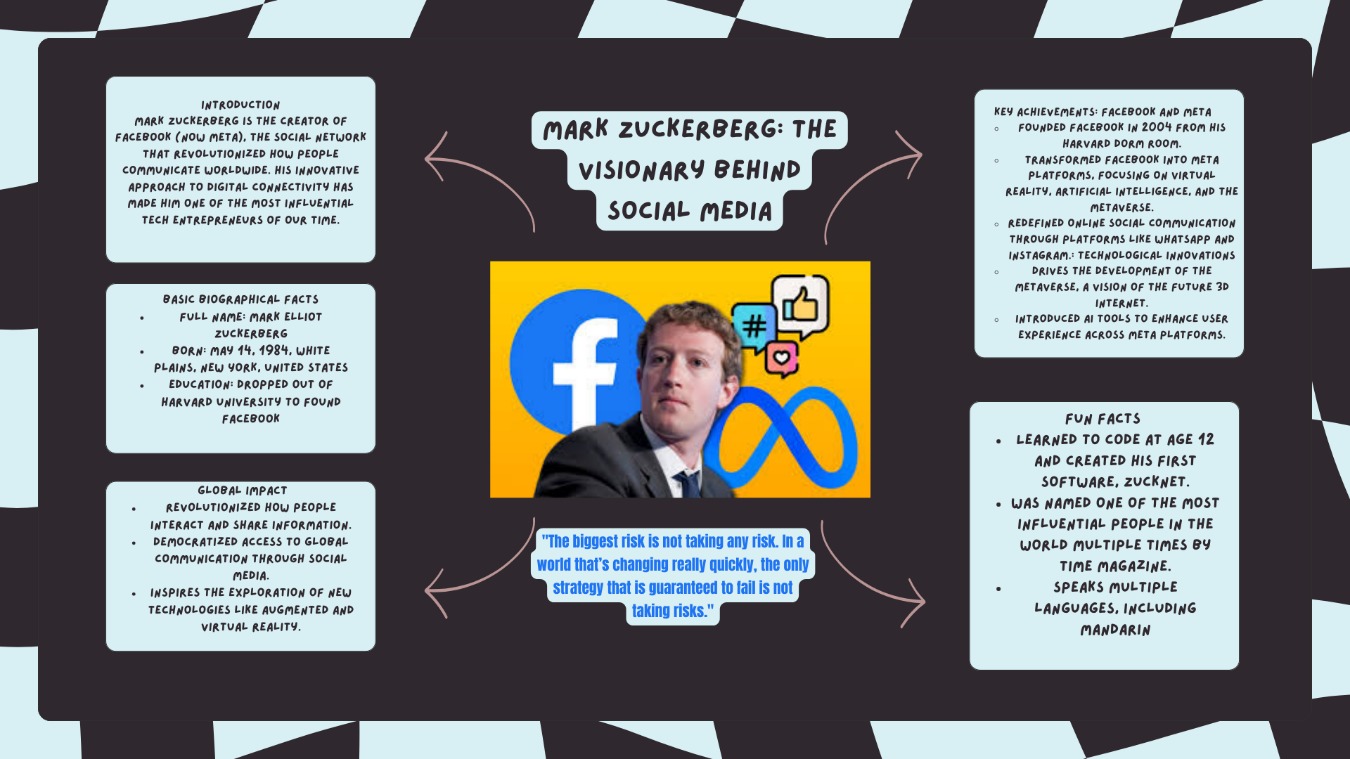 MARK ZUCKERBERG: THE
VISIONARY BEHIND
SOCIAL MEDIA
INTRODUCTION
MARK ZUCKERBERG IS THE CREATOR OF
FACEBOOK (NOW META), THE SOCIAL NETWORK
THAT REVOLUTIONIZED HOW PEOPLE
COMMUNICATE WORLDWIDE. HIS INNOVATIVE
APPROACH TO DIGITAL CONNECTIVITY HAS
MADE HIM ONE OF THE MOST INFLUENTIAL
TECH ENTREPRENEURS OF OUR TIME.
BASIC BIOGRAPHICAL FACTS
• FULL NAME: MARK ELLIOT
ZUCKERBERG
• BORN: MAY 14, 1984, WHITE
PLAINS, NEW YORK, UNITED STATES
• EDUCATION: DROPPED OUT OF
HARVARD UNIVERSITY TO FOUND
FACEBOOK
GLOBAL IMPACT
• REVOLUTIONIZED HOW PEOPLE
INTERACT AND SHARE INFORMATION.
• DEMOCRATIZED ACCESS TO GLOBAL
COMMUNICATION THROUGH SOCIAL
MEDIA.
• INSPIRES THE EXPLORATION OF NEW
TECHNOLOGIES LIKE AUGMENTED AND
VIRTUAL REALITY.
f
#
"The biggest risk is not taking any risk. In a
world that's changing really quickly, the only
strategy that is guaranteed to fail is not
taking risks."
KEY ACHIEVEMENTS: FACEBOOK AND META
◦ FOUNDED FACEBOOK IN 2004 FROM HIS
HARVARD DORM ROOM.
◦ TRANSFORMED FACEBOOK INTO META
PLATFORMS, FOCUSING ON VIRTUAL
REALITY, ARTIFICIAL INTELLIGENCE, AND THE
METAVERSE.
◦ REDEFINED ONLINE SOCIAL COMMUNICATION
THROUGH PLATFORMS LIKE WHATSAPP AND
INSTAGRAM.: TECHNOLOGICAL INNOVATIONS
◦ DRIVES THE DEVELOPMENT OF THE
METAVERSE, A VISION OF THE FUTURE 3D
INTERNET.
◦ INTRODUCED AI TOOLS TO ENHANCE USER
EXPERIENCE ACROSS META PLATFORMS.
FUN FACTS
• LEARNED TO CODE AT AGE 12
AND CREATED HIS FIRST
SOFTWARE, ZUCKNET.
• WAS NAMED ONE OF THE MOST
INFLUENTIAL PEOPLE IN THE
WORLD MULTIPLE TIMES BY
TIME MAGAZINE.
• SPEAKS MULTIPLE
LANGUAGES, INCLUDING
MANDARIN